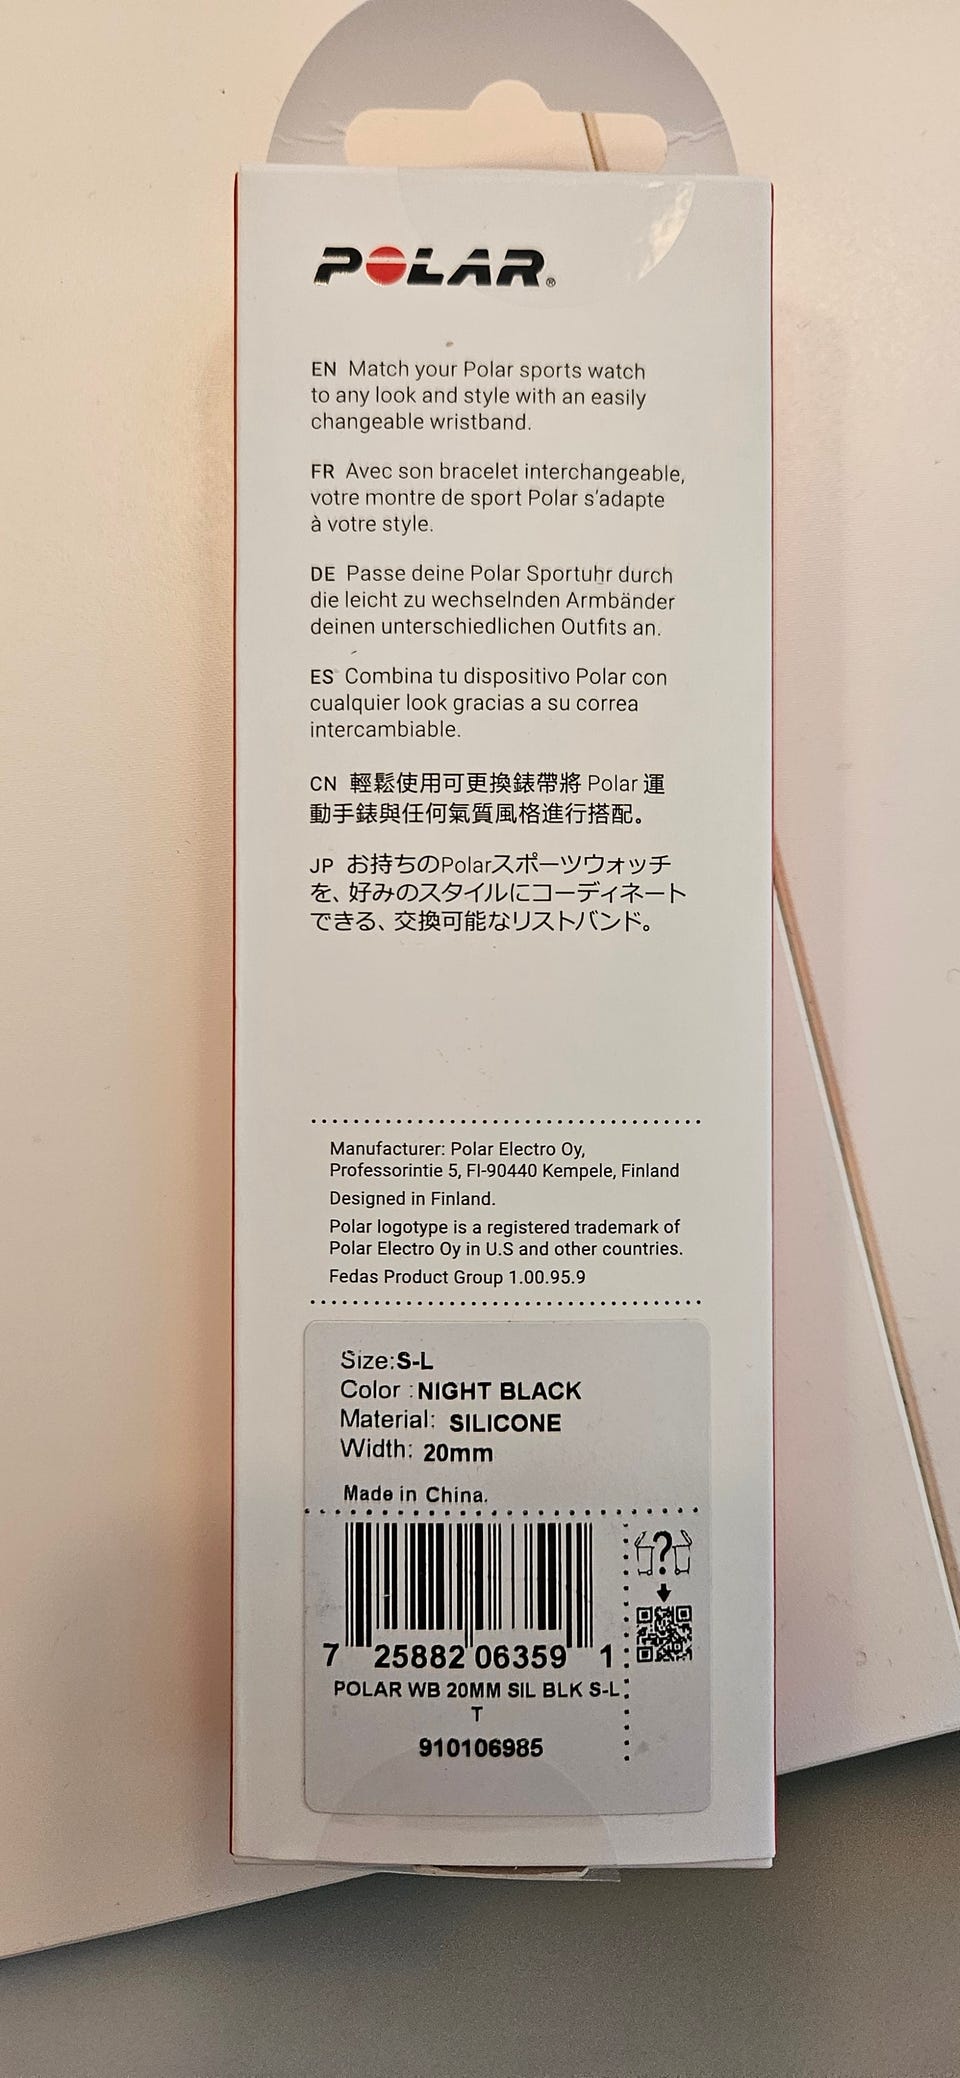 POLAR®
EN Match your Polar sports watch
to any look and style with an easily
changeable wristband.
FR Avec son bracelet interchangeable,
votre montre de sport Polar s'adapte
à votre style.
DE Passe deine Polar Sportuhr durch
die leicht zu wechselnden Armbänder
deinen unterschiedlichen Outfits an.
ES Combina tu dispositivo Polar con
cualquier look gracias a su correa
intercambiable.
CN 輕鬆使用可更換錶帶將 Polar 運
動手錶與任何氣質風格進行搭配。
JP お持ちのPolarスポーツウォッチ
を、好みのスタイルにコーディネート
できる、交換可能なリストバンド。
Manufacturer: Polar Electro Oy,
Professorintie 5, FI-90440 Kempele, Finland
Designed in Finland.
Polar logotype is a registered trademark of
Polar Electro Oy in U.S and other countries.
Fedas Product Group 1.00.95.9
Size:S-L
Color :NIGHT BLACK
Material: SILICONE
Width: 20mm
Made in China.
?
7 25882 06359 1
POLAR WB 20MM SIL BLK S-L
T
910106985